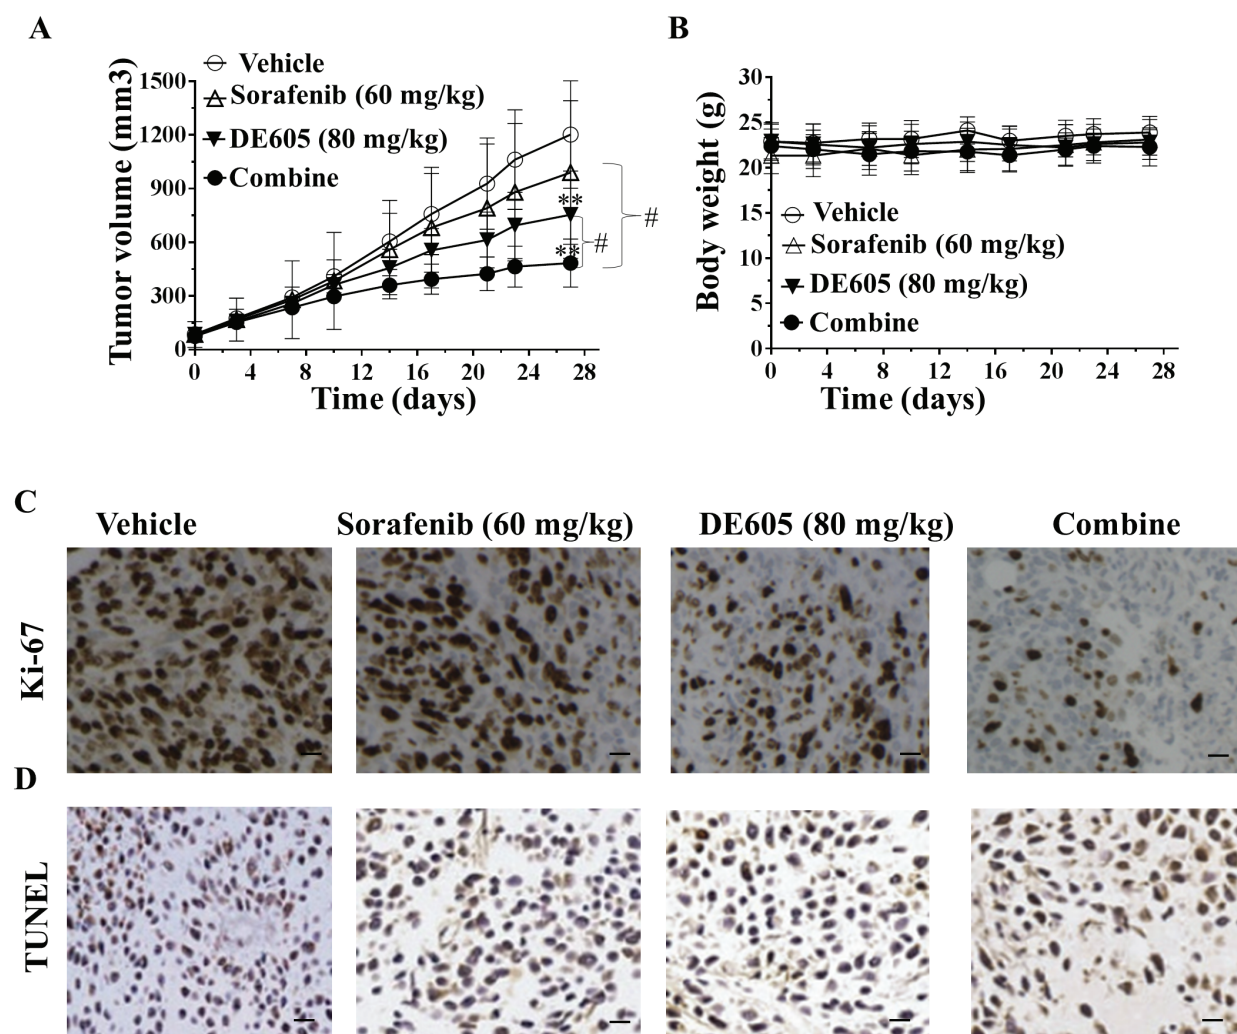 A
Vehicle
Sorafenib (60 mg/kg)
DE605 (80 mg/kg)
Combine
Tumor volume (mm3)
1500
1200
900
600
300
0
**
**
#
#
0 4 8 12 16 20 24 28
Time (days)
B
Body weight (g)
30
25
20
15
10
5
0
Vehicle
Sorafenib (60 mg/kg)
DE605 (80 mg/kg)
Combine
0 4 8 12 16 20 24 28
Time (days)
C
Vehicle Sorafenib (60 mg/kg) DE605 (80 mg/kg) Combine
Ki-67
D
TUNEL